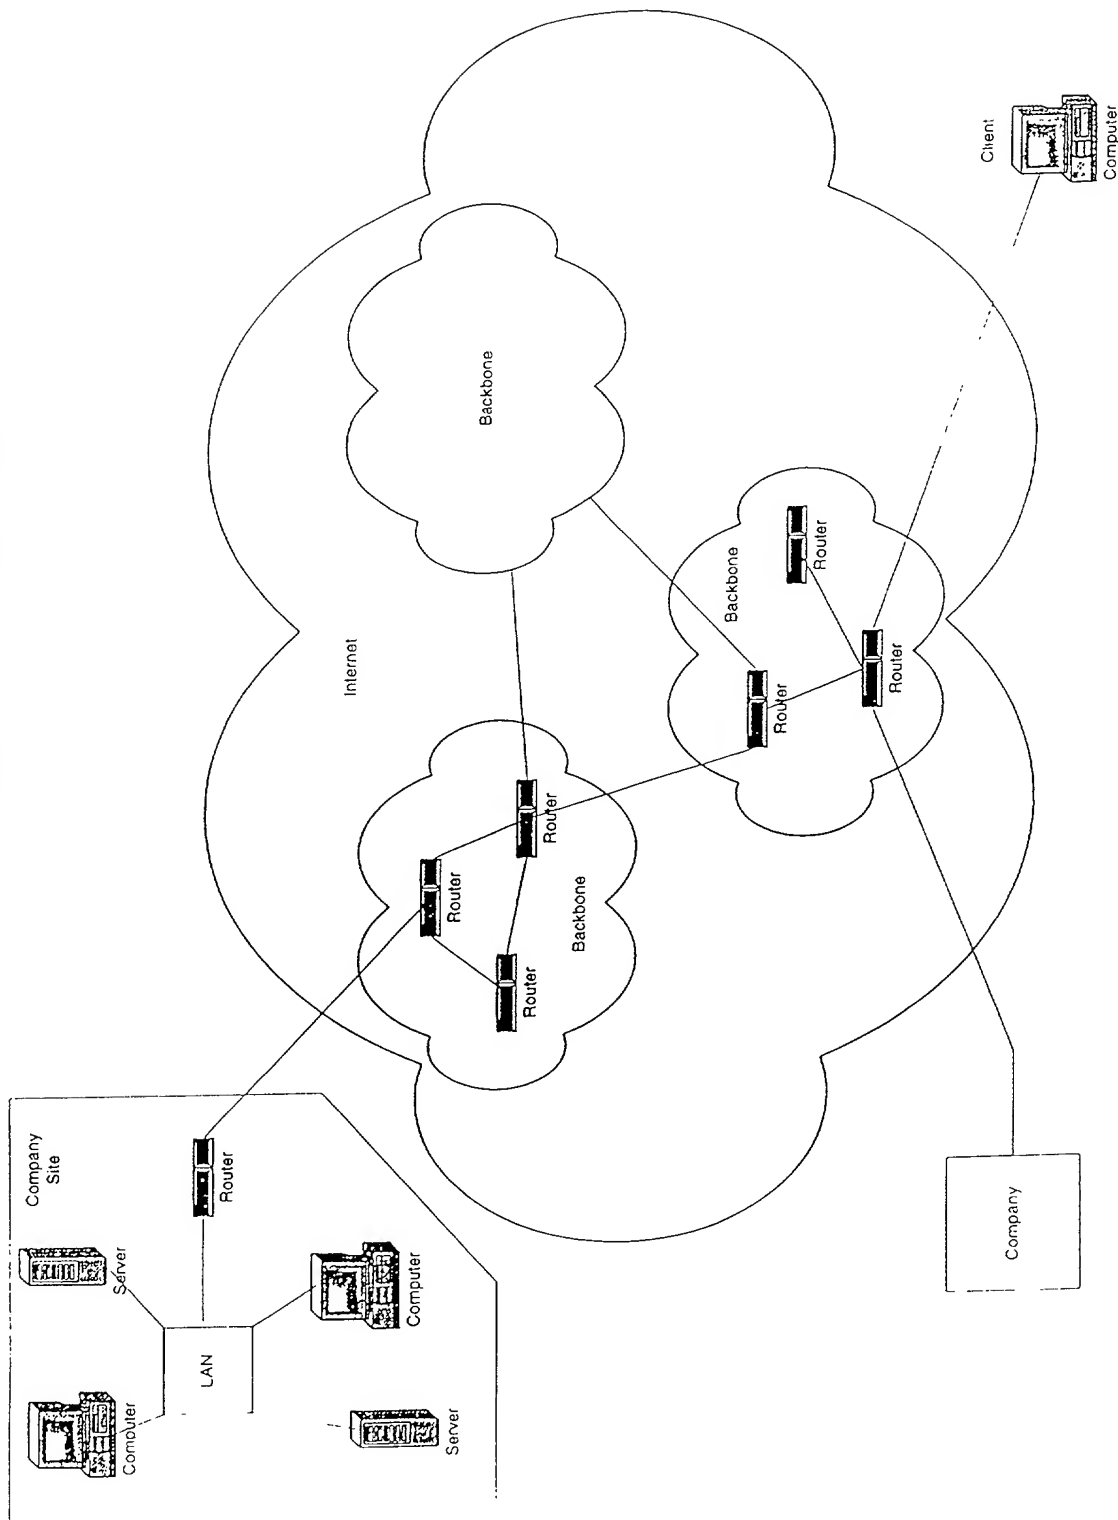 Company
Site
Server
Computer
LAN
Router
Internet
Computer
Server
Router
Backbone
Router
Router
Backbone
Backbone
Router
Router
Router
Client
Company
Computer